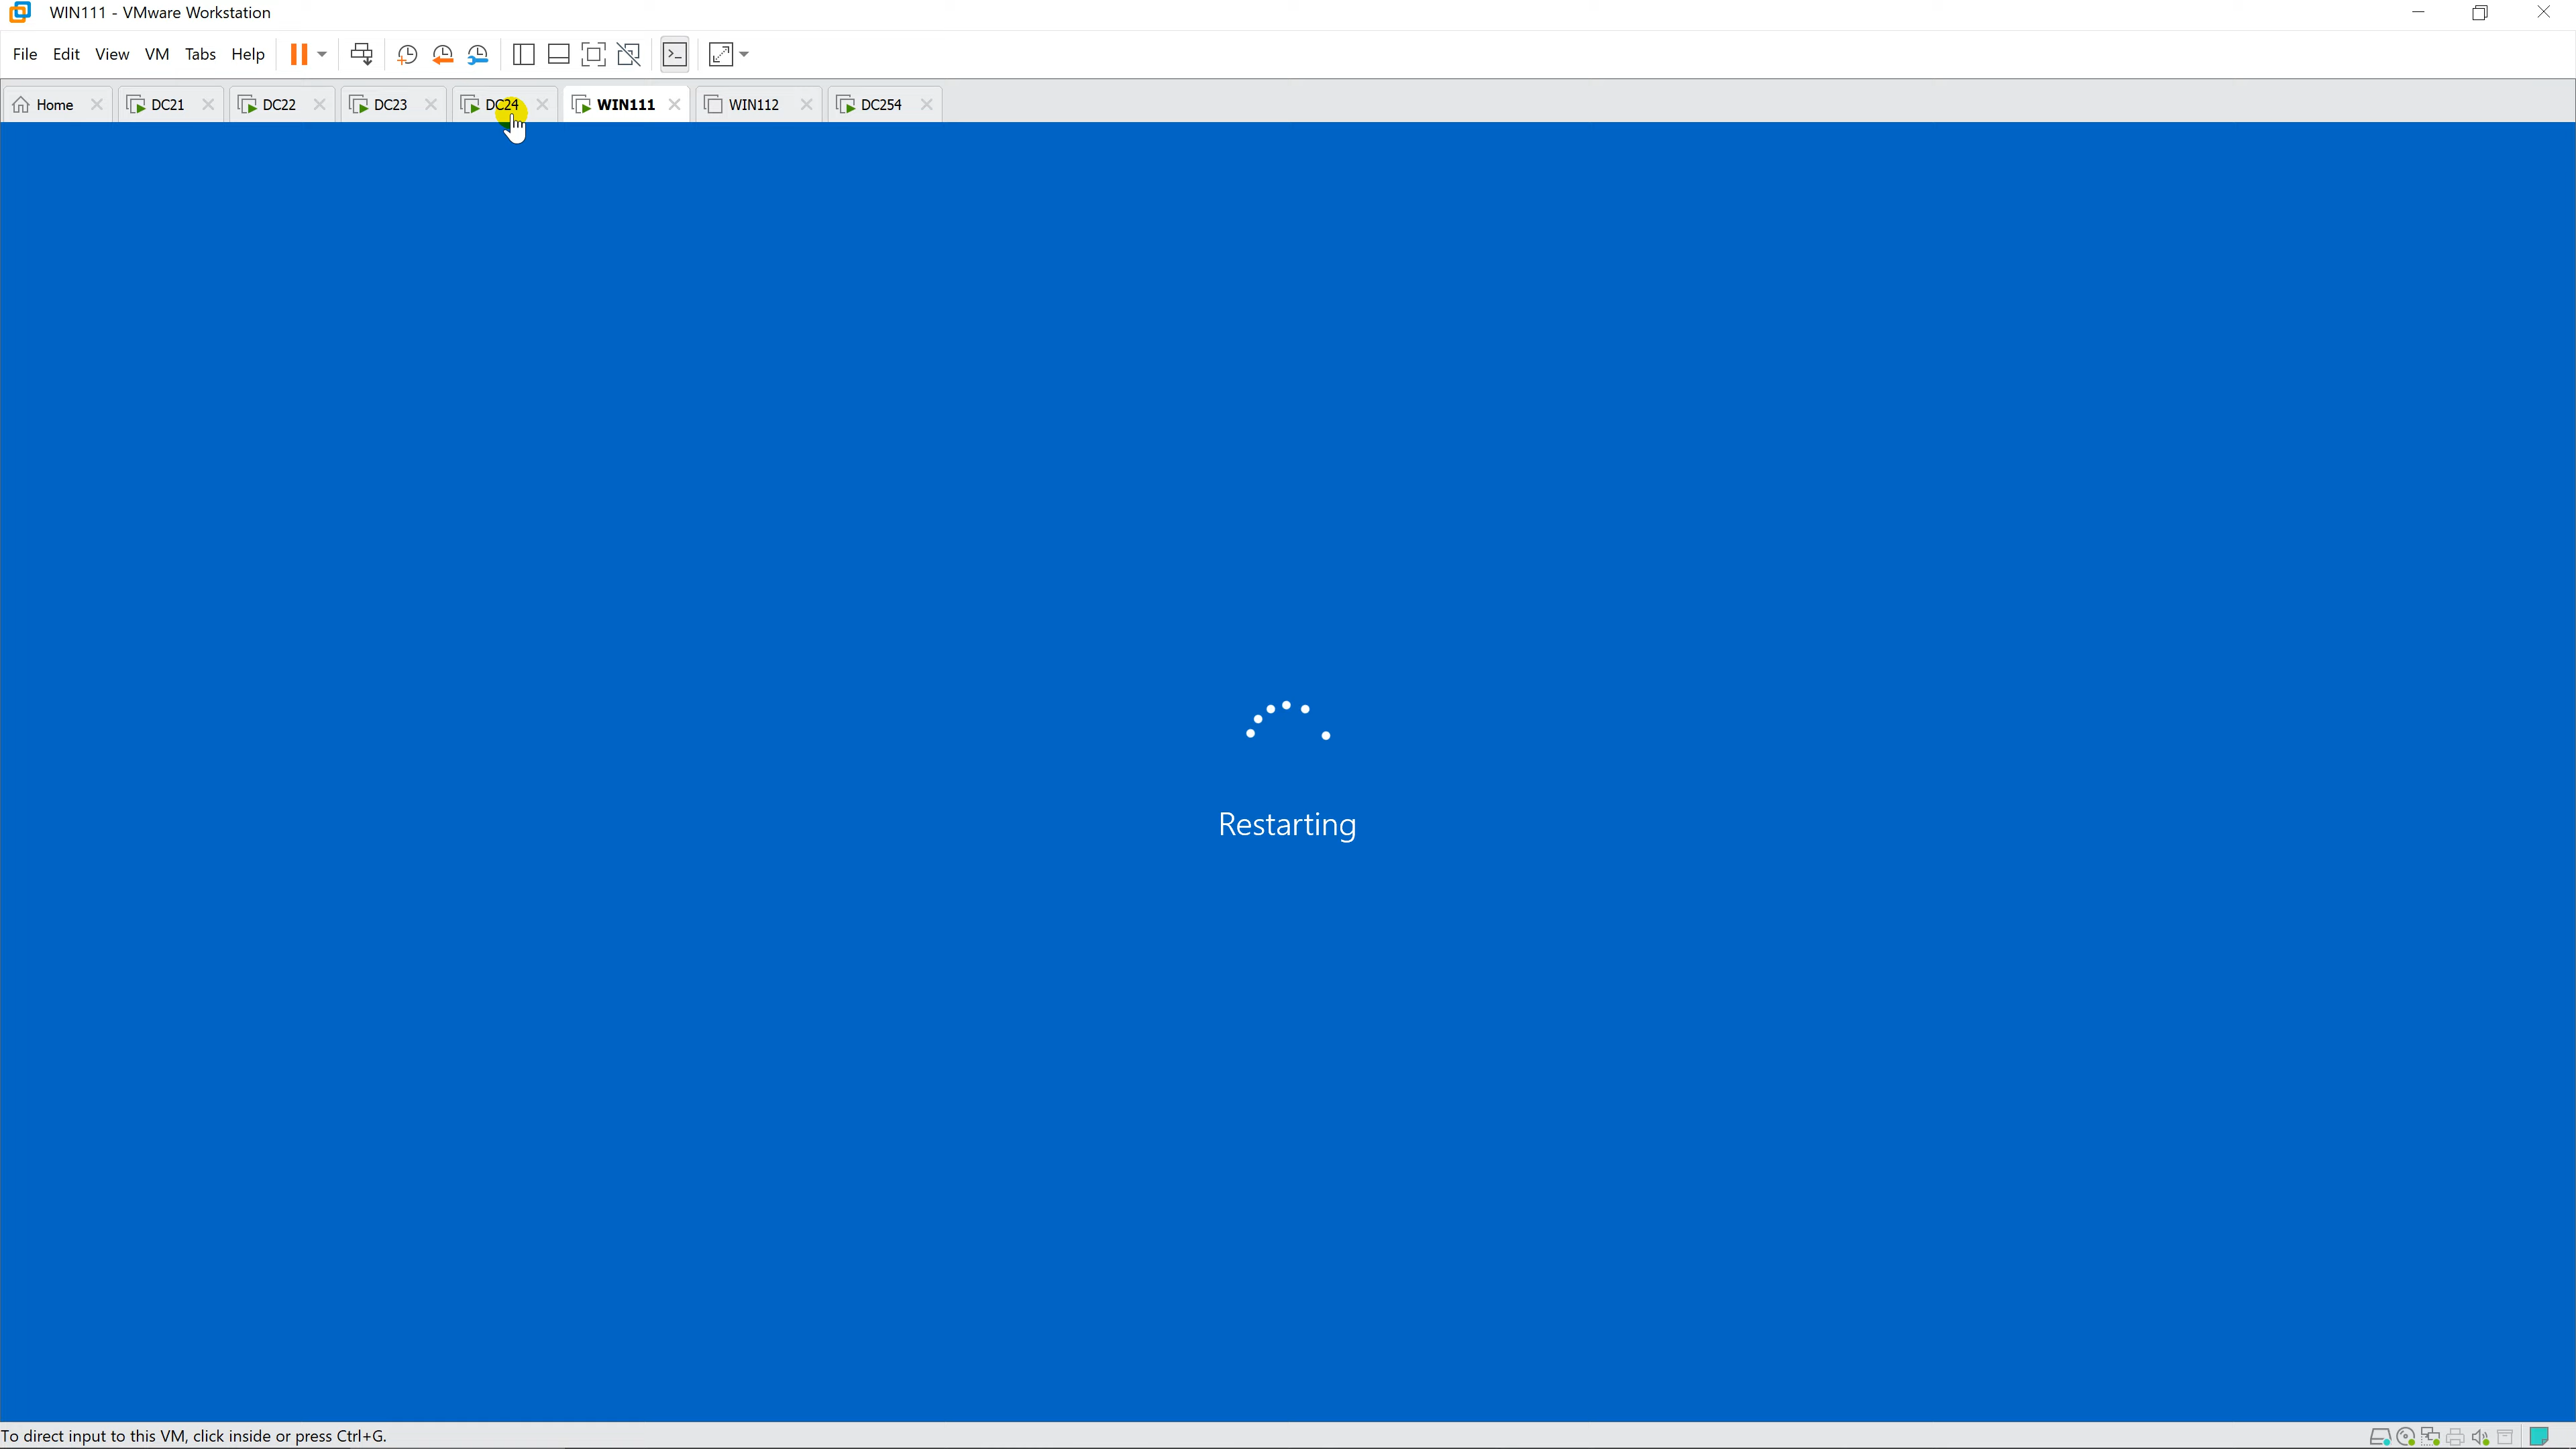 WIN111 - VMware Workstation
File Edit View VM Tabs Help
Home DC21 DC22 DC23 DC24 WIN111 WIN112 DC254
Restarting
To direct input to this VM, click inside or press Ctrl+G.